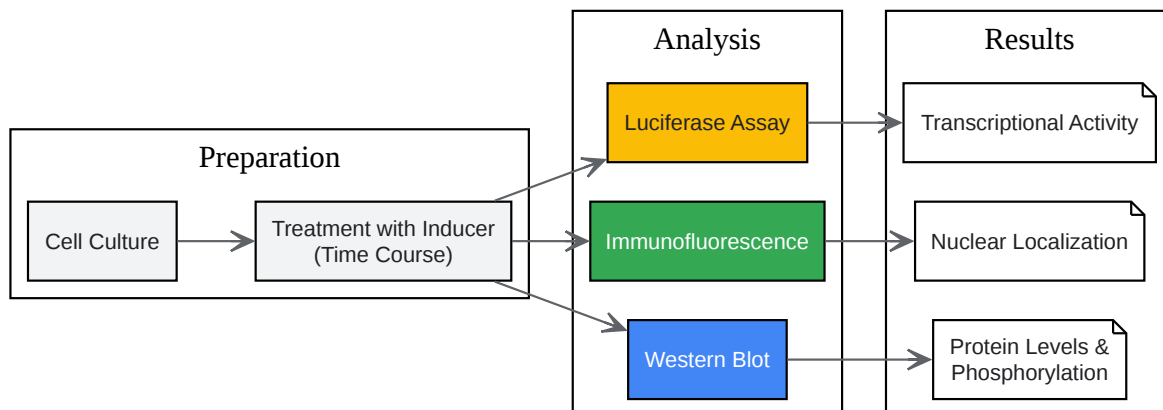 Preparation
Cell Culture
Treatment with Inducer
(Time Course)
Analysis
Luciferase Assay
Immunofluorescence
Western Blot
Results
Transcriptional Activity
Nuclear Localization
Protein Levels &
Phosphorylation